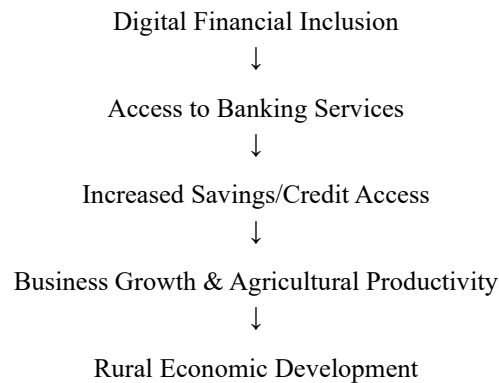 Digital Financial Inclusion
↓
Access to Banking Services
↓
Increased Savings/Credit Access
↓
Business Growth & Agricultural Productivity
↓
Rural Economic Development